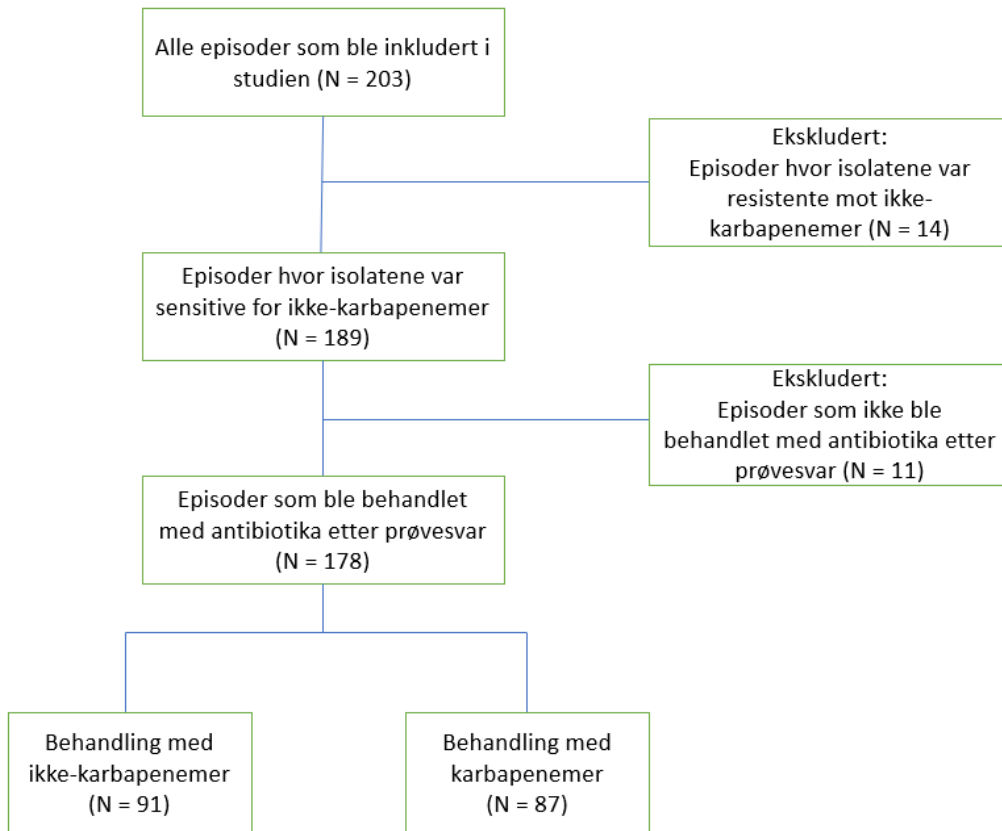 Alle episoder som ble inkludert i
studien (N = 203)
Ekskludert:
Episoder hvor isolatene var
resistente mot ikke-
karbapenemer (N = 14)
Episoder hvor isolatene var
sensitive for ikke-karbapenemer
(N = 189)
Ekskludert:
Episoder som ikke ble
behandlet med antibiotika etter
prøvesvar (N = 11)
Episoder som ble behandlet
med antibiotika etter prøvesvar
(N = 178)
Behandling med
ikke-karbapenemer
(N = 91)
Behandling med
karbapenemer
(N = 87)